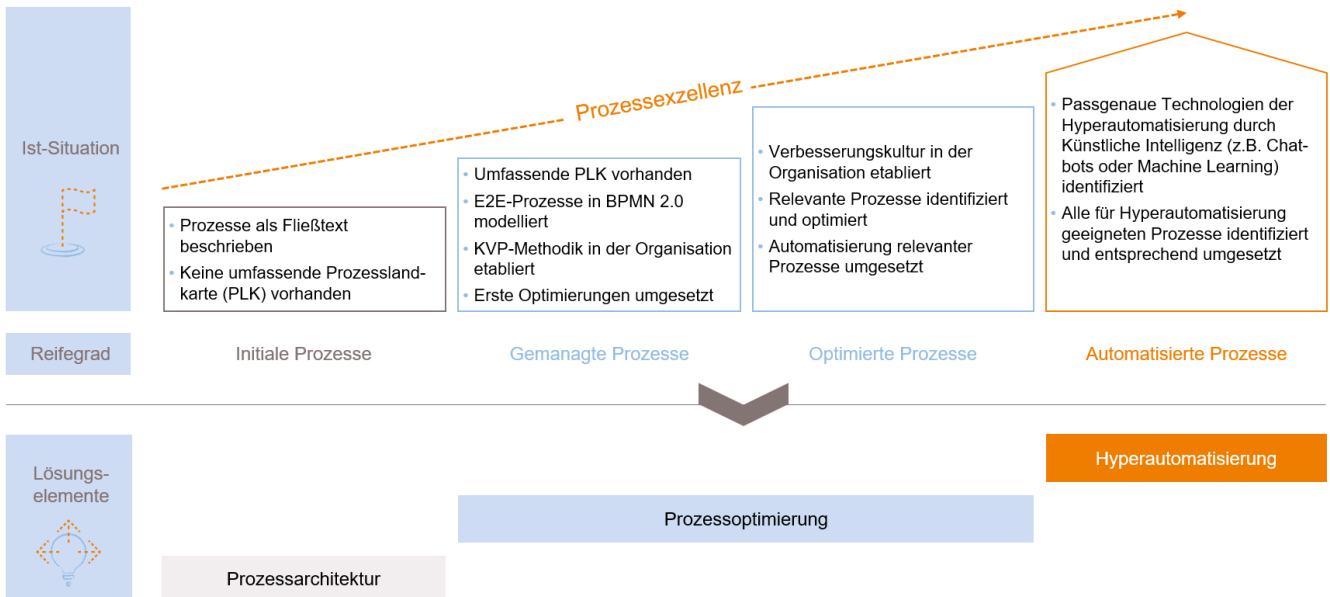 Prozessexzellenz
Ist-Situation
Prozesse als Fließtext
beschrieben
Keine umfassende Prozessland-
karte (PLK) vorhanden
Umfassende PLK vorhanden
E2E-Prozesse in BPMN 2.0
modelliert
KVP-Methodik in der Organisation
etabliert
Erste Optimierungen umgesetzt
Verbesserungskultur in der
Organisation etabliert
Relevante Prozesse identifiziert
und optimiert
Automatisierung relevanter
Prozesse umgesetzt
Passgenaue Technologien der
Hyperautomatisierung durch
Künstliche Intelligenz (z.B. Chat-
bots oder Machine Learning)
identifiziert
Alle für Hyperautomatisierung
geeigneten Prozesse identifiziert
und entsprechend umgesetzt
Reifegrad
Initiale Prozesse
Gemanagte Prozesse
Optimierte Prozesse
Automatisierte Prozesse
Lösungs-
elemente
Hyperautomatisierung
Prozessoptimierung
Prozessarchitektur